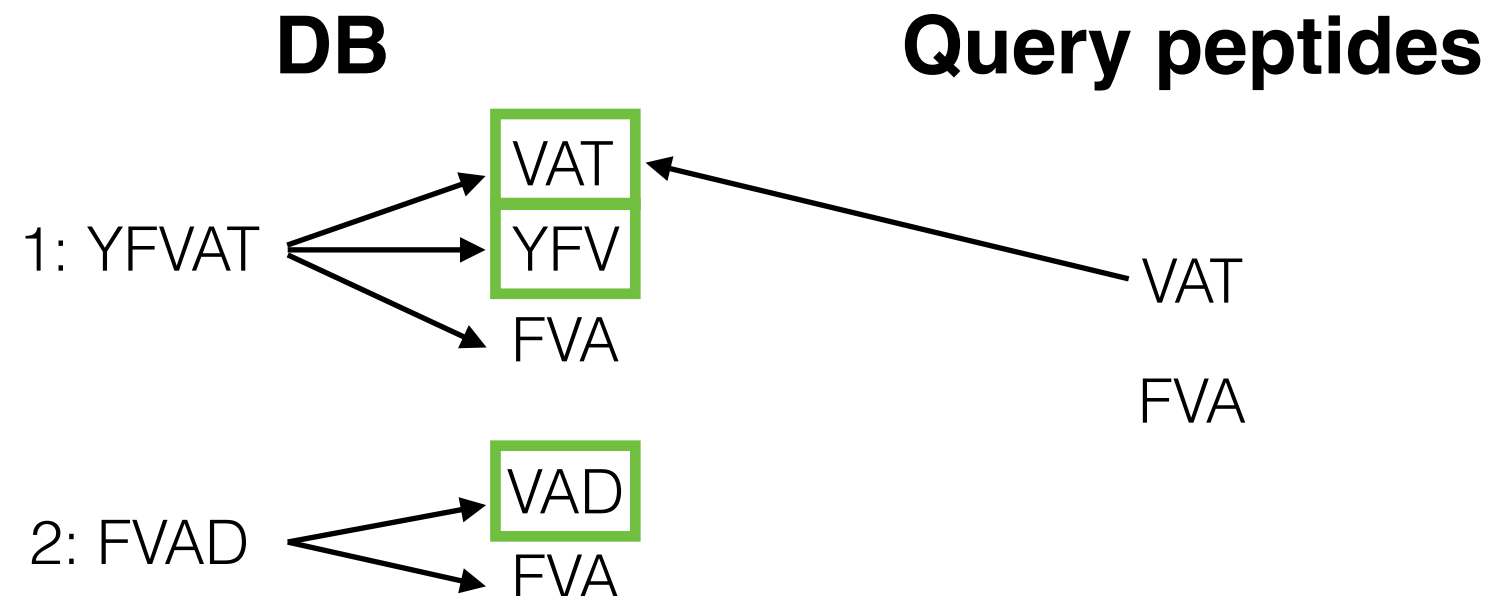 DB
Query peptides
VAT
1: YFVAT
YFV
VAT
FVA
FVA
VAD
2: FVAD
FVA